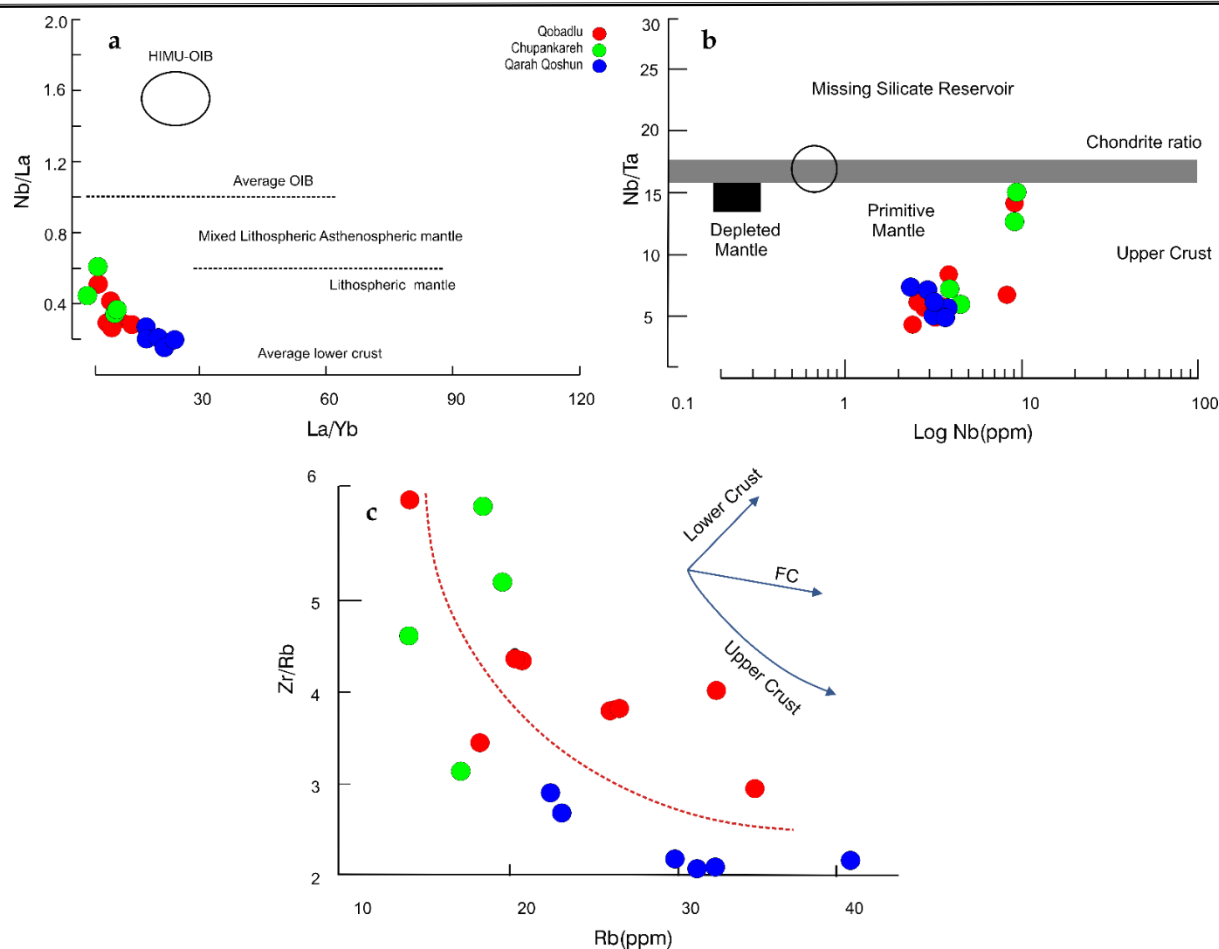 a
2.0
1.6
1.2
0.8
0.4
Nb/La
HIMU-OIB
Average OIB
Mixed Lithospheric Asthenospheric mantle
Lithospheric mantle
Average lower crust
30
60
90
120
La/Yb
Qobadlu
Chupankareh
Qarah Qoshun
b
30
25
20
15
10
5
Nb/Ta
Missing Silicate Reservoir
Chondrite ratio
Depleted
Mantle
Primitive
Mantle
Upper Crust
0.1
1
10
100
Log Nb(ppm)
c
6
5
4
3
2
Zr/Rb
Lower Crust
FC
Upper Crust
10
20
30
40
Rb(ppm)